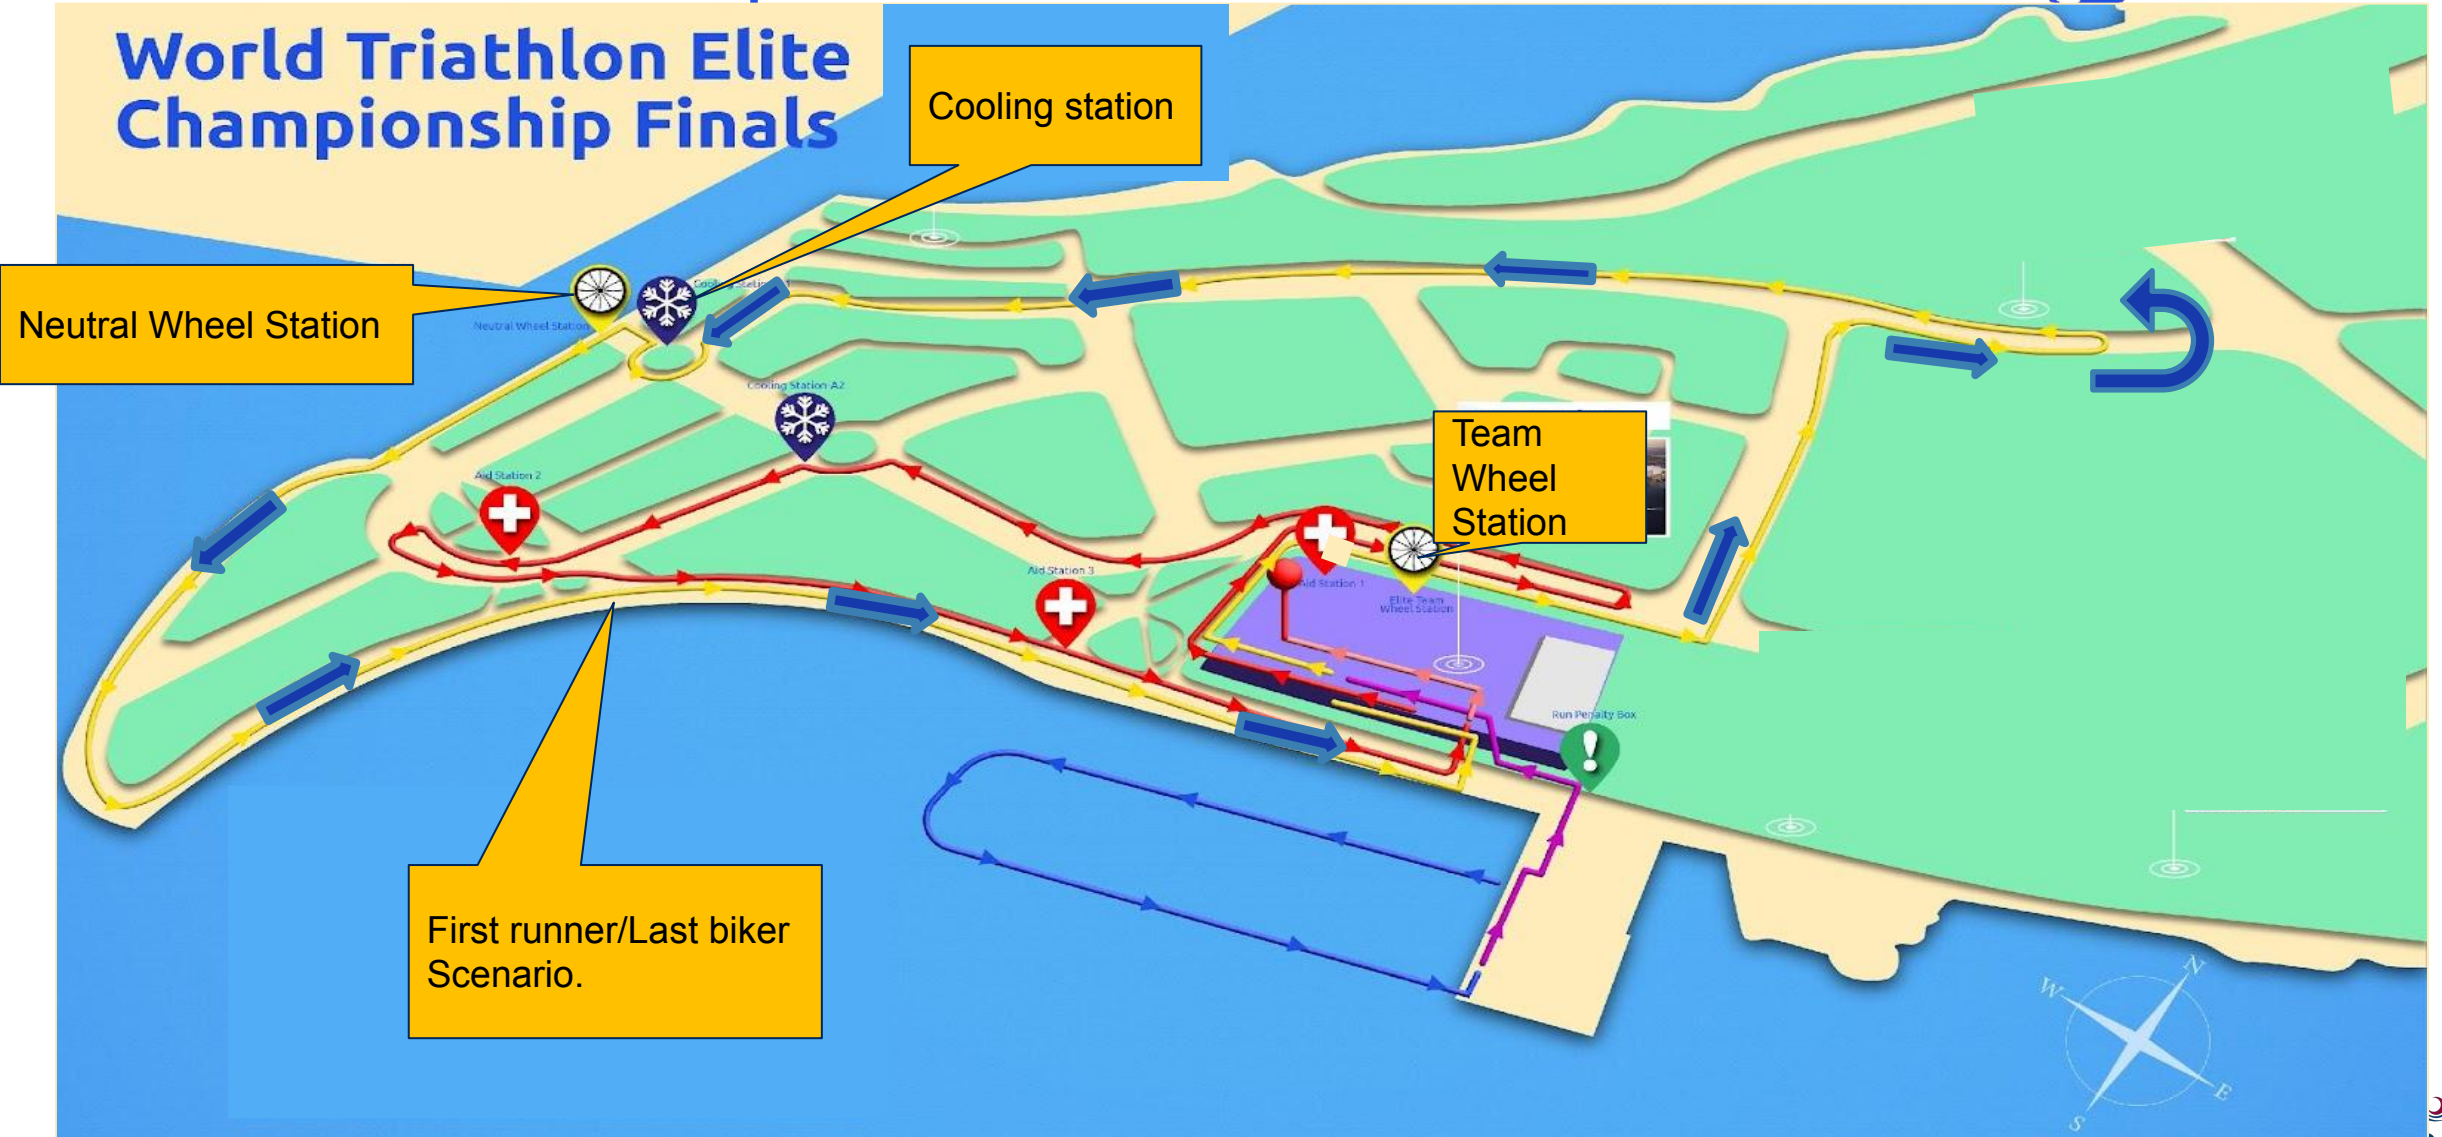 World Triathlon Elite
Championship Finals
Cooling station
Neutral Wheel Station
Neutral Wheel Station
Cooling Station A2
Team
Wheel
Station
Aid Station 2
Aid Station 3
Aid Station 1
Elite Team
Wheel Station
Run Penalty Box
First runner/Last biker
Scenario.
N
W
E
S